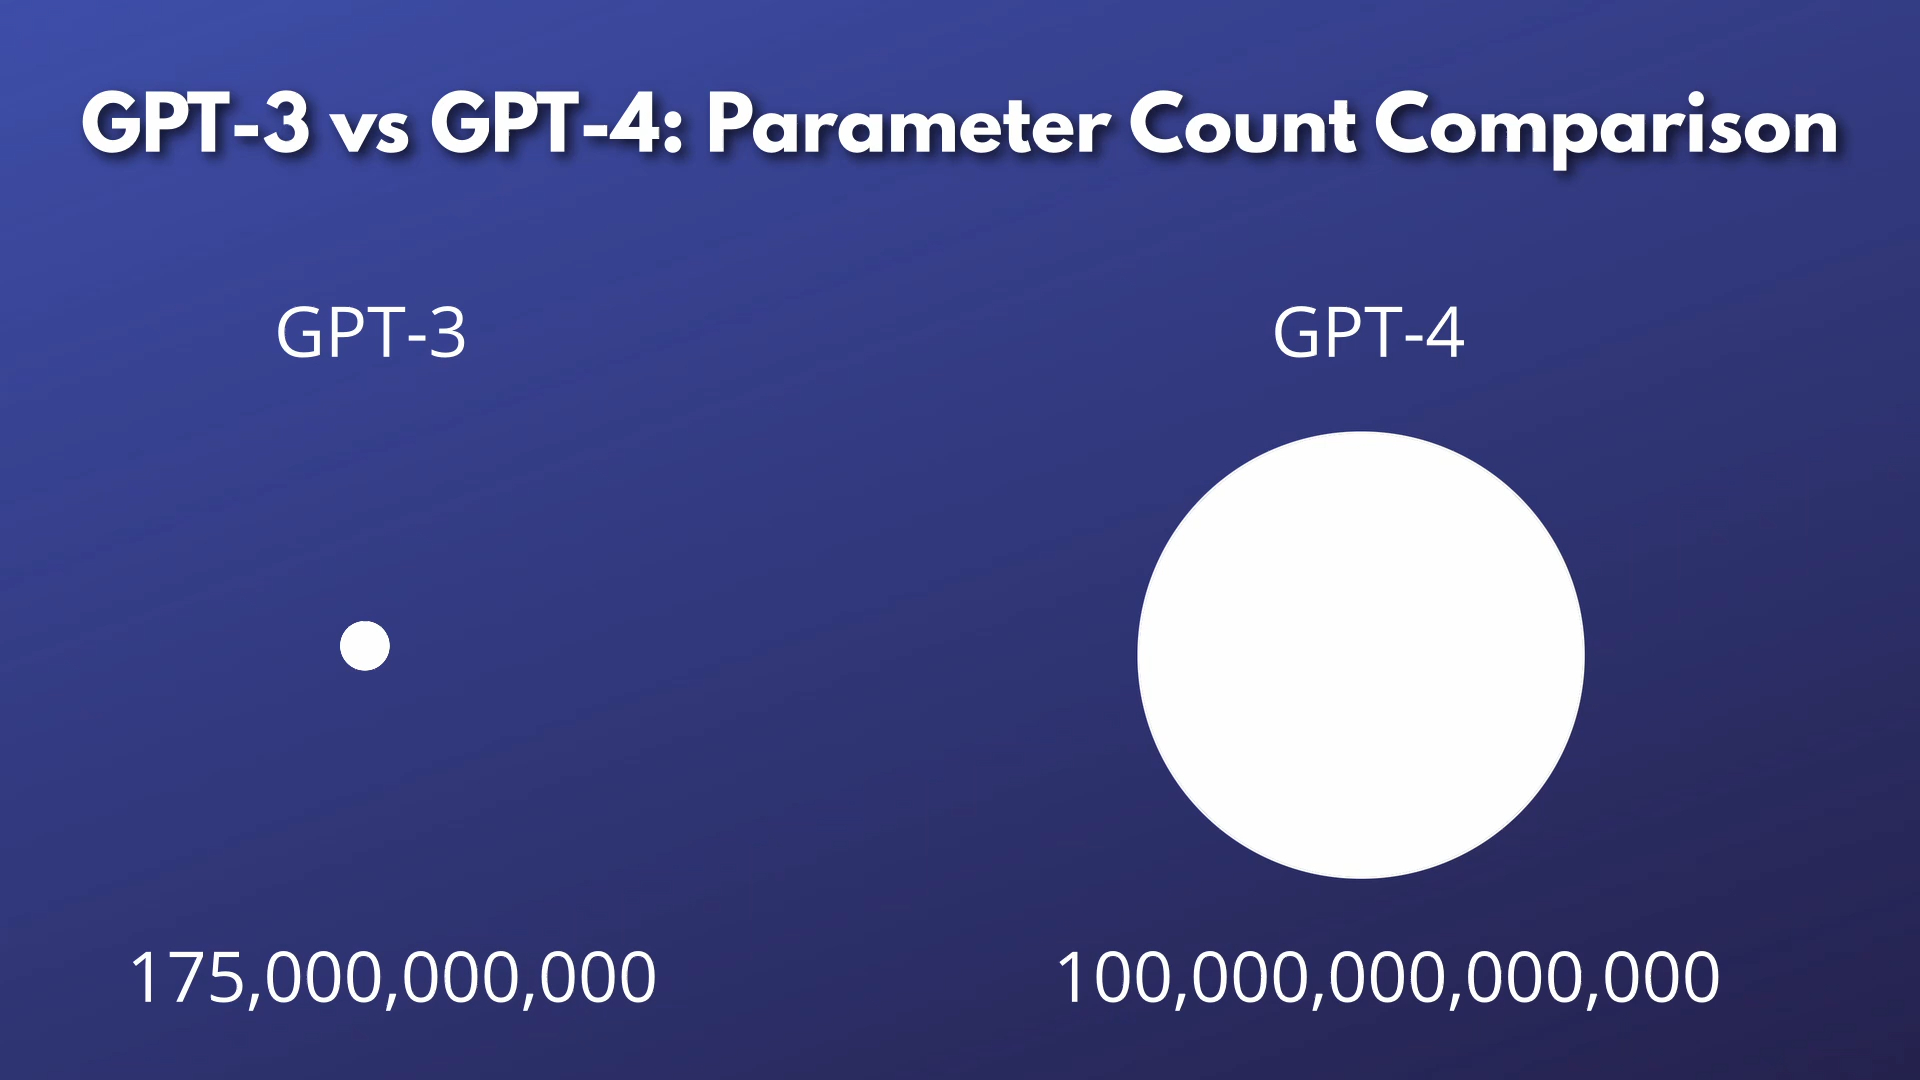 GPT-3 vs GPT-4: Parameter Count Comparison
GPT-3
GPT-4
175,000,000,000
100,000,000,000,000